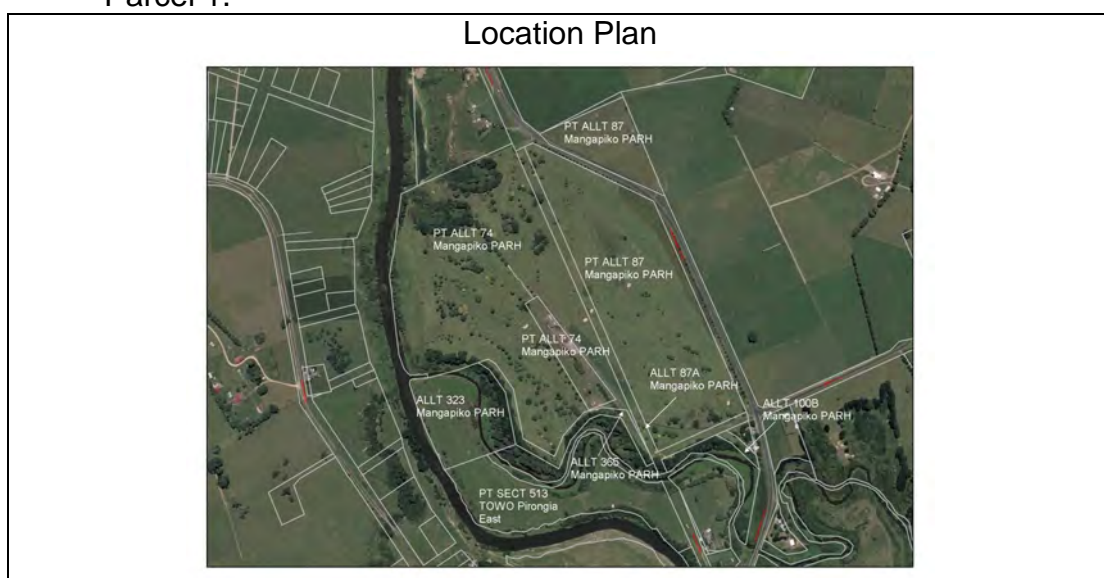 Parcel 1:
Location Plan
PT ALLT 87
Mangapiko PARH
PT ALLT 74
Mangapiko PARH
PT ALLT 87
Mangapiko PARH
PT ALLT 74
Mangapiko PARH
ALLT 87A
Mangapiko PARH
ALLT 323
Mangapiko PARH
ALLT 100B
Mangapiko PARH
ALLT 365
Mangapiko PARH
PT SECT 513
TOWO Pirongia
East